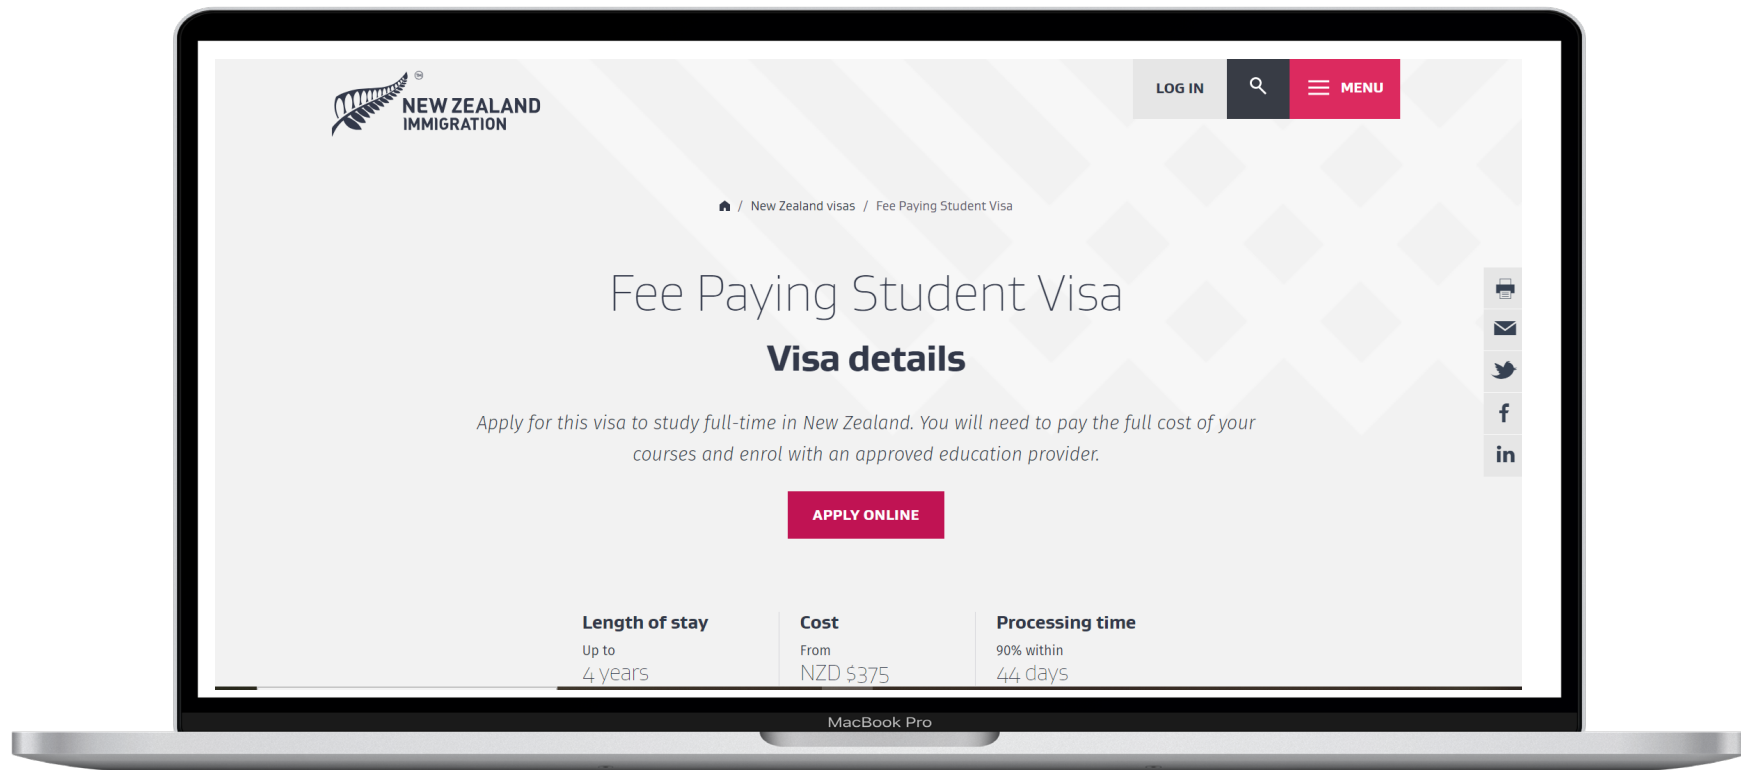 NEW ZEALAND
IMMIGRATION
TM
LOG IN
MENU
/ New Zealand visas / Fee Paying Student Visa
Fee Paying Student Visa
Visa details
Apply for this visa to study full-time in New Zealand. You will need to pay the full cost of your
courses and enrol with an approved education provider.
APPLY ONLINE
Length of stay
Up to
4 years
Cost
From
NZD $375
Processing time
90% within
44 days
f
in
MacBook Pro